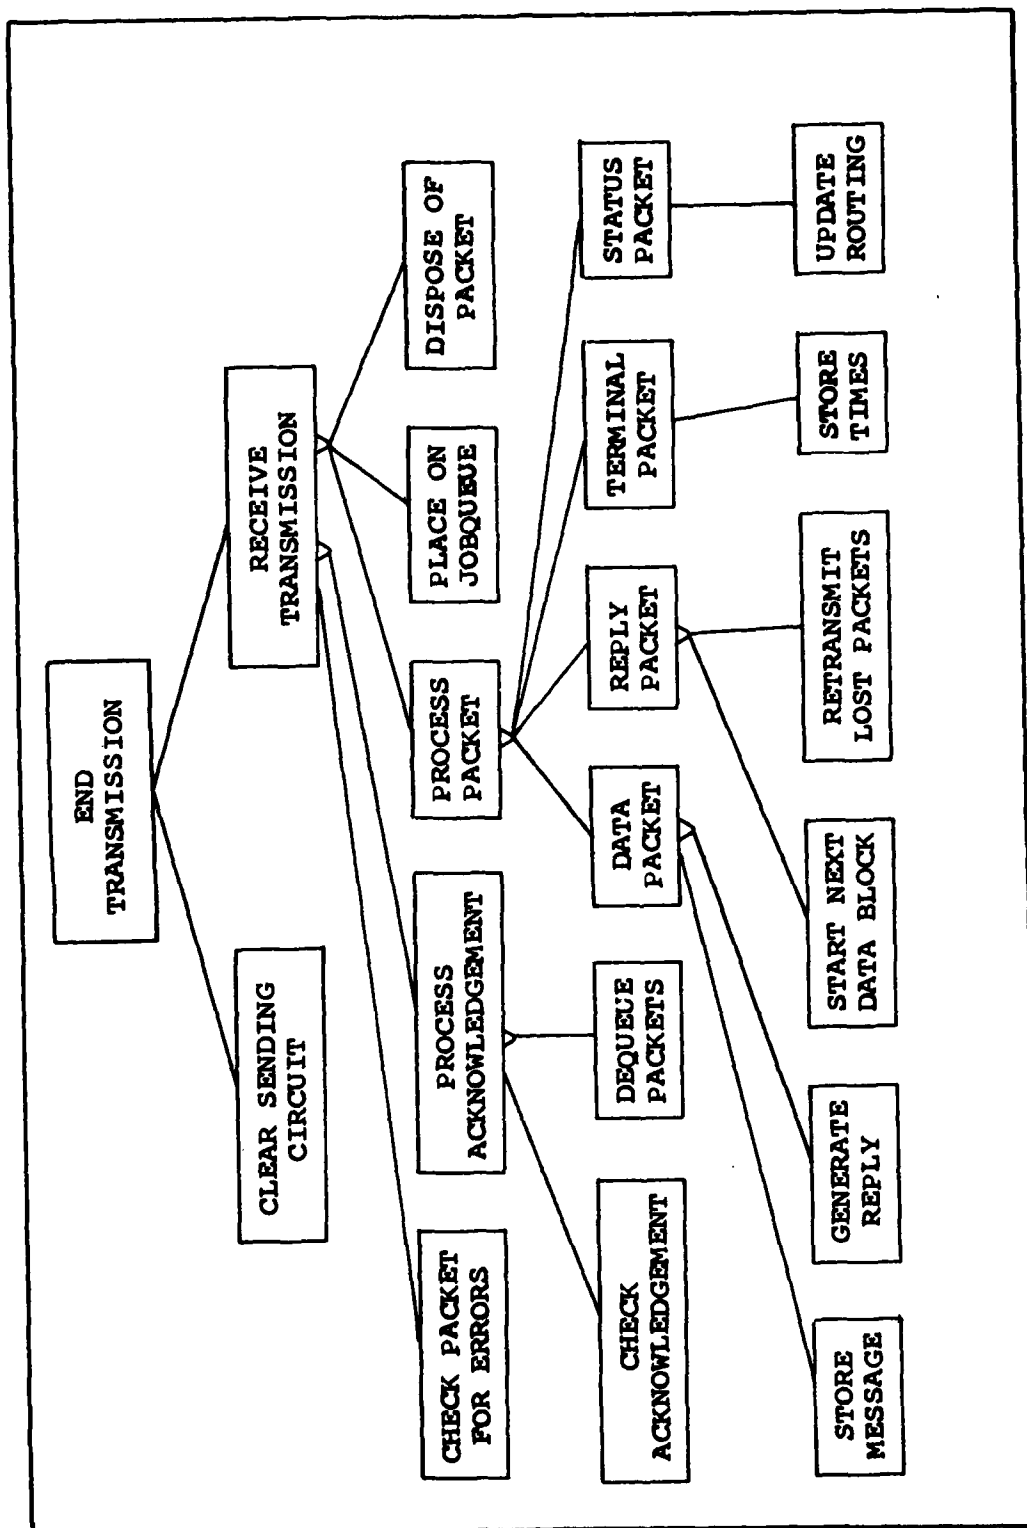 END
TRANSMISSION
CLEAR SENDING
CIRCUIT
RECEIVE
TRANSMISSION
CHECK PACKET
FOR ERRORS
PROCESS
ACKNOWLEDGEMENT
PROCESS
PACKET
PLACE ON
JOBQUEUE
DISPOSE OF
PACKET
CHECK
ACKNOWLEDGEMENT
DEQUEUE
PACKETS
DATA
PACKET
REPLY
PACKET
TERMINAL
PACKET
STATUS
PACKET
STORE
MESSAGE
GENERATE
REPLY
START NEXT
DATA BLOCK
RETRANSMIT
LOST PACKETS
STORE
TIMES
UPDATE
ROUTING